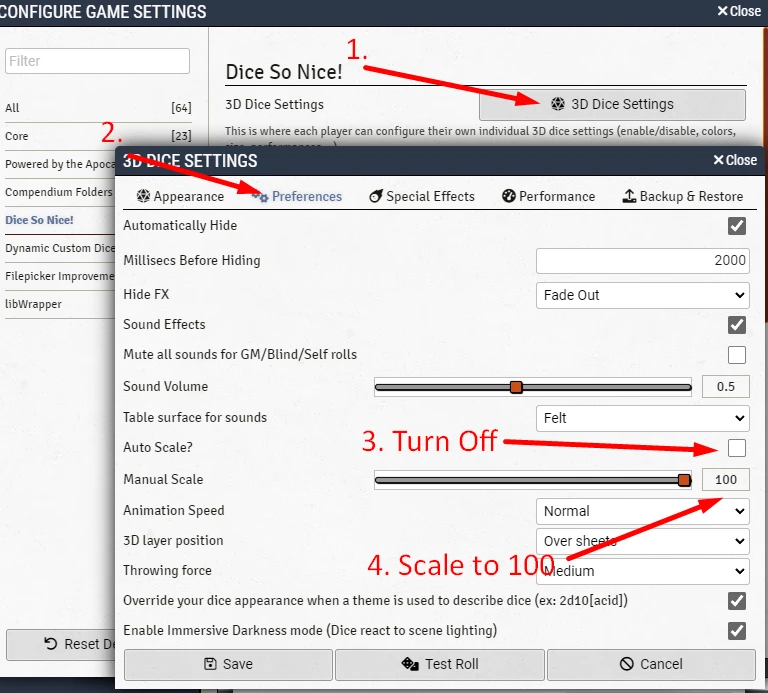 CONFIGURE GAME SETTINGS
Close
1.
Filter
Dice So Nice!
All [64]
3D Dice Settings
3D Dice Settings
Core [23]
2.
This is where each player can configure their own individual 3D dice settings (enable/disable, colors,
Powered by the Apoca
3D DICE SETTINGS
Close
Compendium Folders
Appearance
Preferences
Special Effects
Performance
Backup & Restore
Dice So Nice!
Automatically Hide
Dynamic Custom Dice
Millisecs Before Hiding 2000
Filepicker Improveme
Hide FX Fade Out
libWrapper
Sound Effects
Mute all sounds for GM/Blind/Self rolls
Sound Volume 0.5
Table surface for sounds Felt
3. Turn Off
Auto Scale?
Manual Scale 100
Animation Speed Normal
3D layer position Over sheets
4. Scale to 100
Throwing force Medium
Override your dice appearance when a theme is used to describe dice (ex: 2d10[acid])
Enable Immersive Darkness mode (Dice react to scene lighting)
Reset De
Save
Test Roll
Cancel